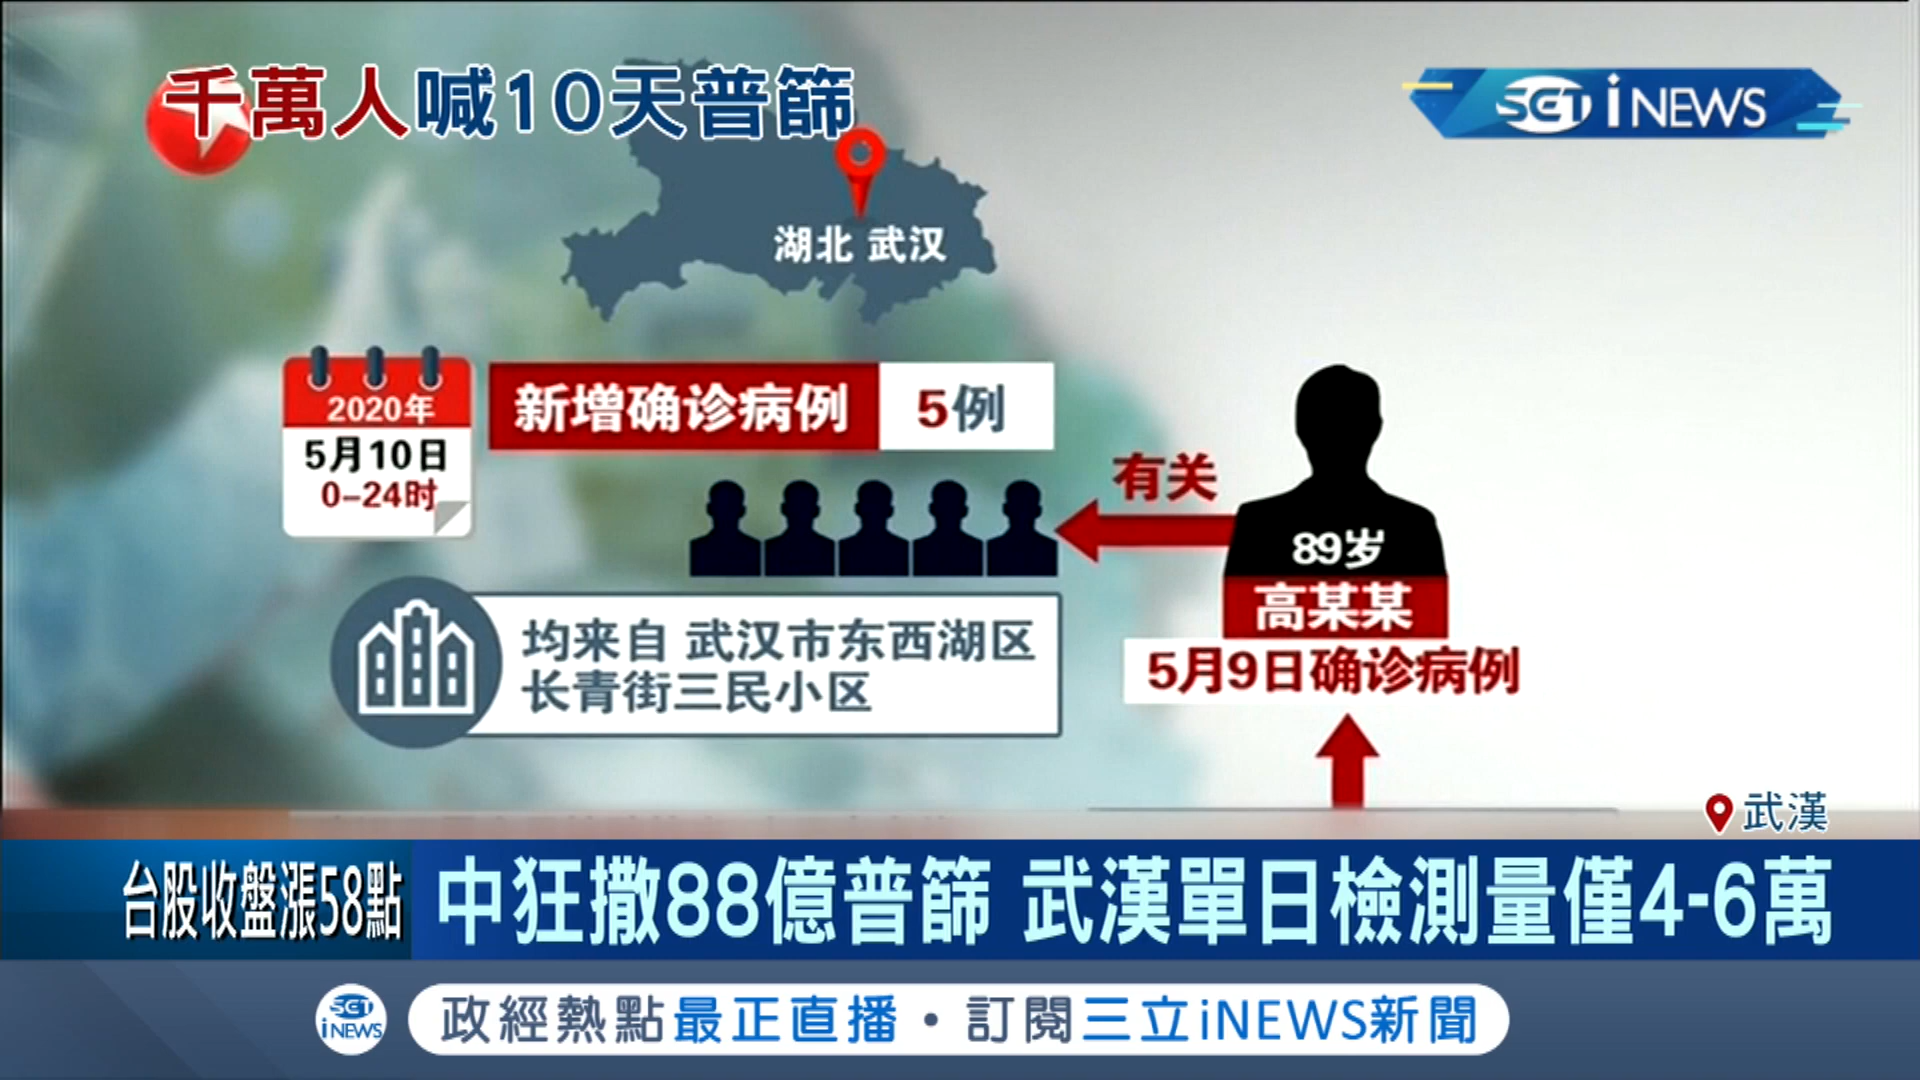 千萬人喊10天普篩
SET iNEWS
湖北 武汉
2020年
5月10日
0-24时
新增确诊病例 5例
有关
89岁
高某某
5月9日确诊病例
均来自 武汉市东西湖区
长青街三民小区
武漢
台股收盤漲58點
中狂撒88億普篩 武漢單日檢測量僅4-6萬
SET iNEWS
政經熱點最正直播・訂閱三立iNEWS新聞